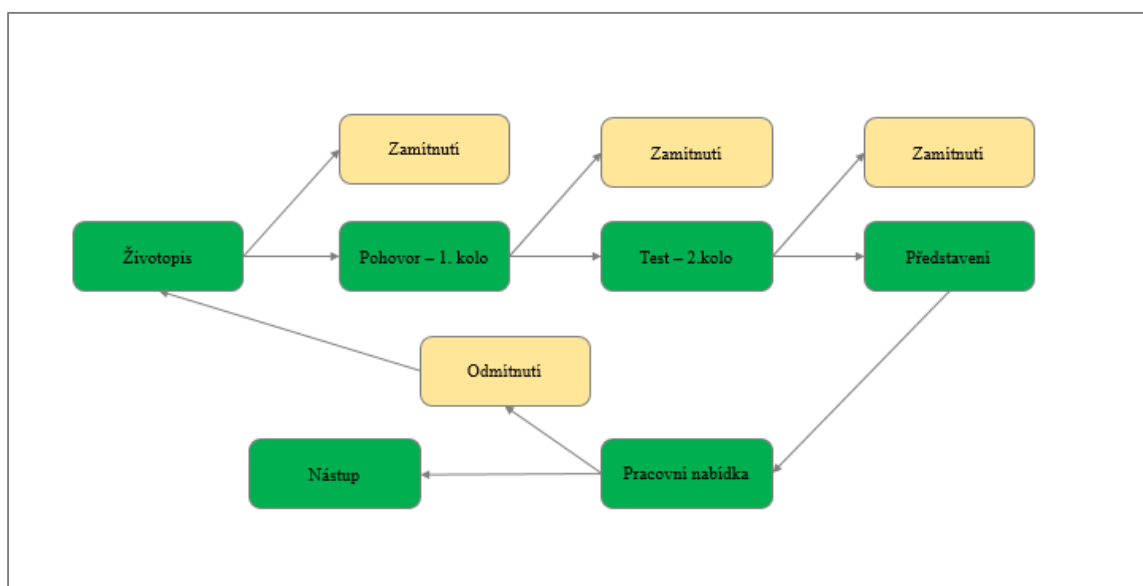 Zamítnutí
Zamítnutí
Zamítnutí
Životopis
Pohovor – 1. kolo
Test – 2.kolo
Představení
Odmítnutí
Nástup
Pracovní nabídka